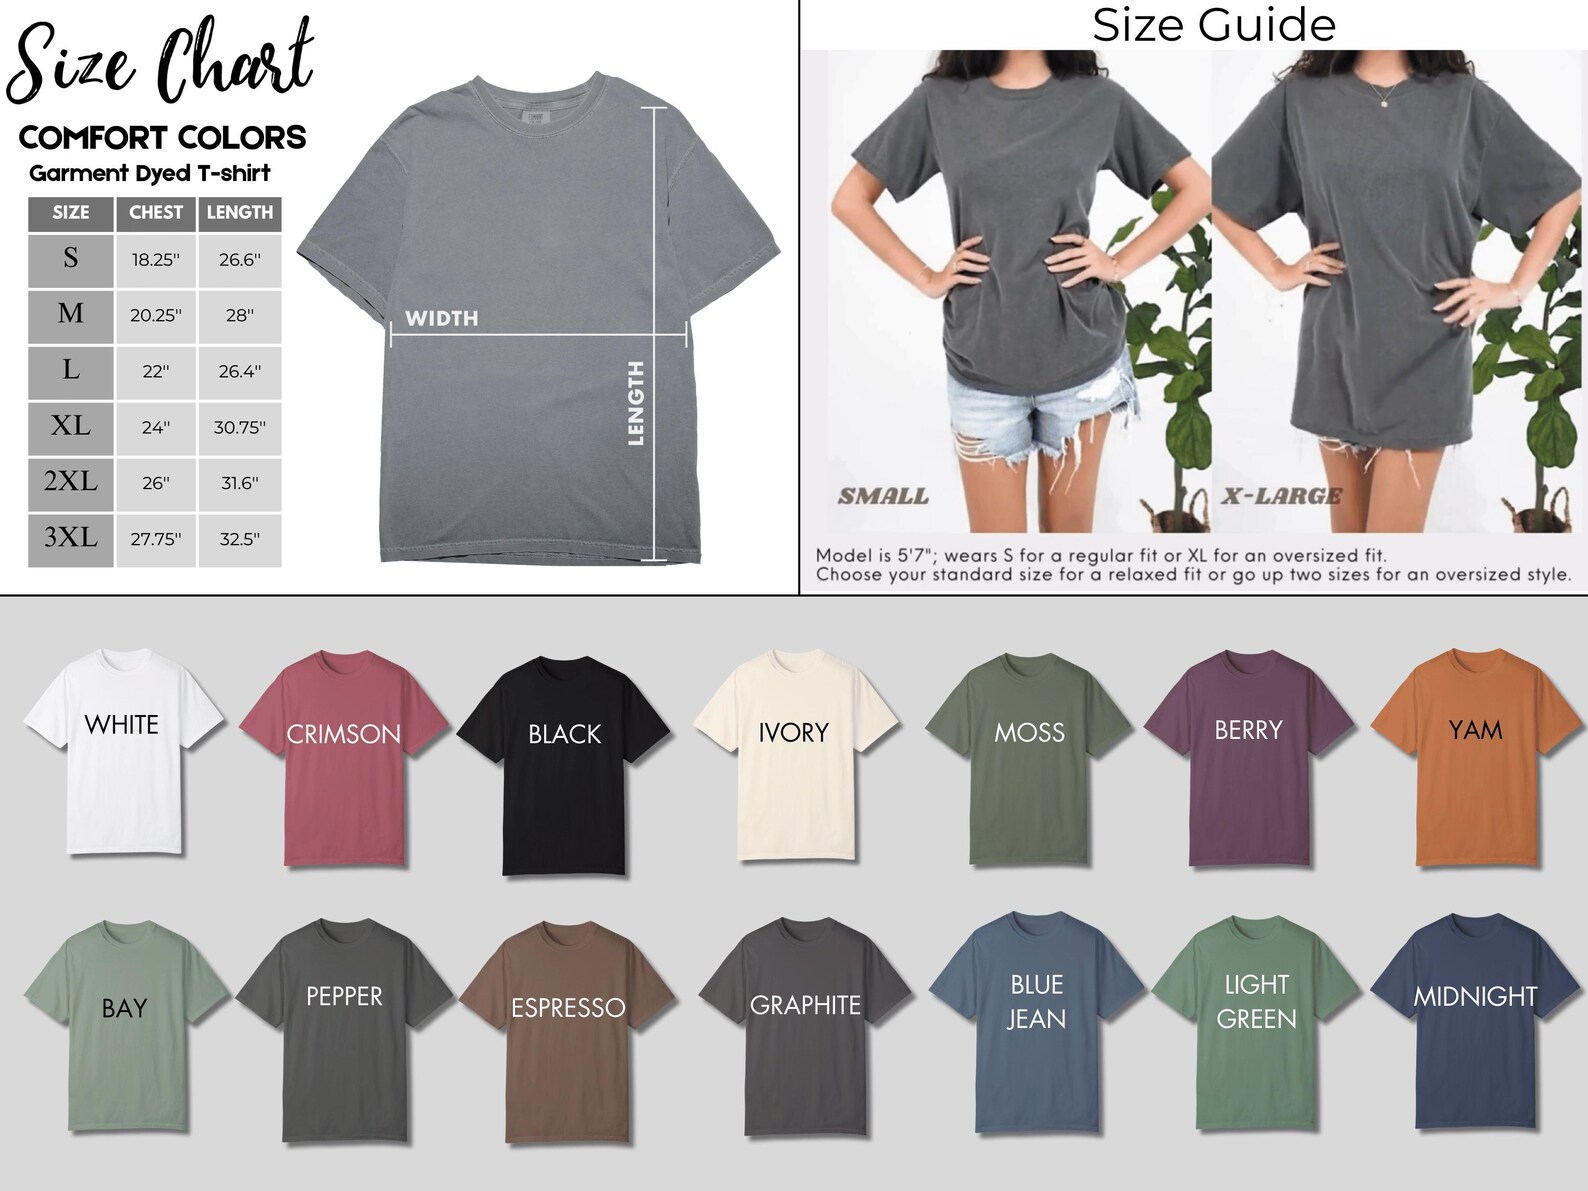 Size Chart
COMFORT COLORS
Garment Dyed T-shirt
SIZE CHEST LENGTH
S 18.25" 26.6"
M 20.25" 28"
L 22" 26.4"
XL 24" 30.75"
2XL 26" 31.6"
3XL 27.75" 32.5"
WIDTH
LENGTH
Size Guide
SMALL
X-LARGE
Model is 5'7"; wears S for a regular fit or XL for an oversized fit.
Choose your standard size for a relaxed fit or go up two sizes for an oversized style.
WHITE
CRIMSON
BLACK
IVORY
MOSS
BERRY
YAM
BAY
PEPPER
ESPRESSO
GRAPHITE
BLUE
JEAN
LIGHT
GREEN
MIDNIGHT